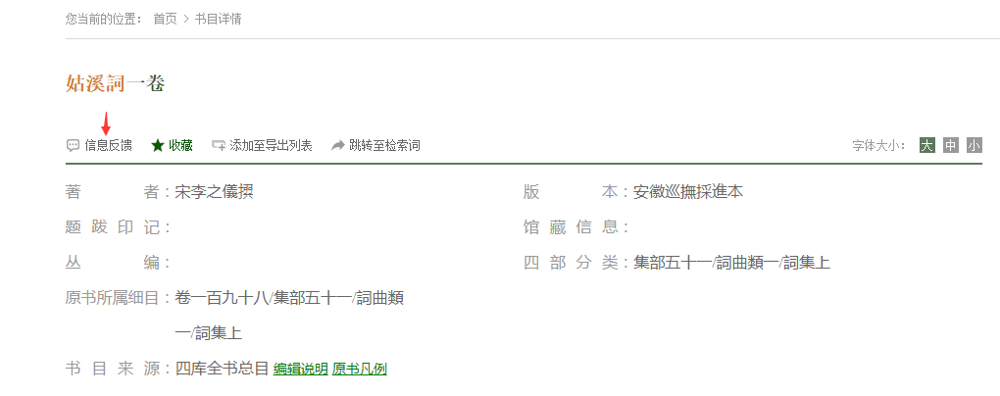 您当前的位置： 首页 > 书目详情
姑溪詞一卷
信息反馈 收藏 添加至导出列表 跳转至检索词 字体大小： 大 中 小
著者：宋李之儀撰 版本：安徽巡撫採進本
题跋印记： 馆藏信息：
丛编： 四部分类：集部五十一/詞曲類一/詞集上
原书所属细目：卷一百九十八/集部五十一/詞曲類
一/詞集上
书目来源：四库全书总目 编辑说明 原书凡例